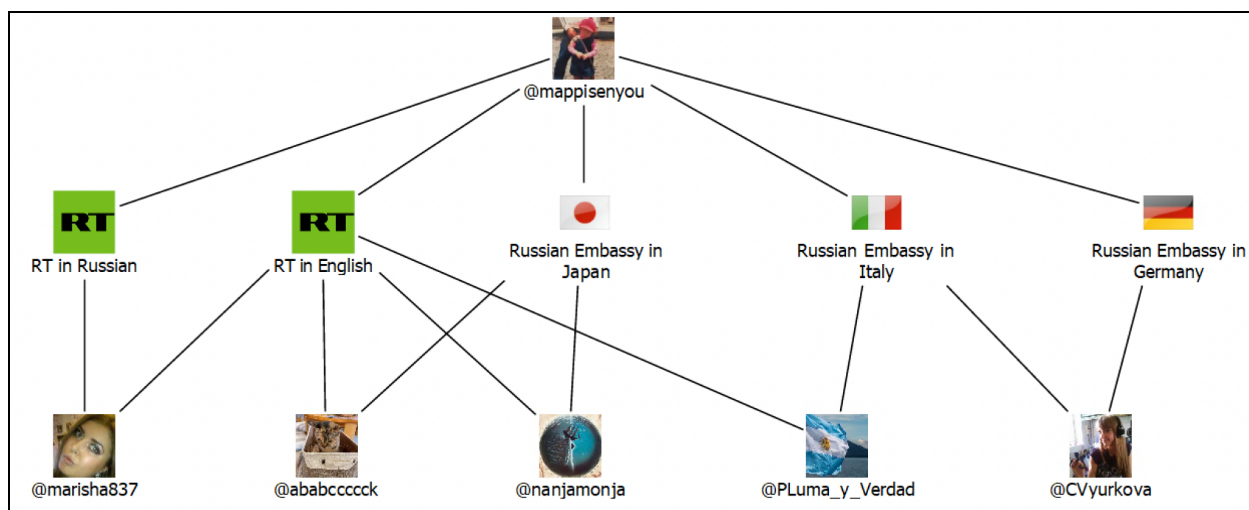 @mappisenyou
RT
RT
RT in Russian
RT in English
Russian Embassy in
Japan
Russian Embassy in
Italy
Russian Embassy in
Germany
@marisha837
@ababccccck
@nanjamonja
@PLuma_y_Verdad
@CVyurkova